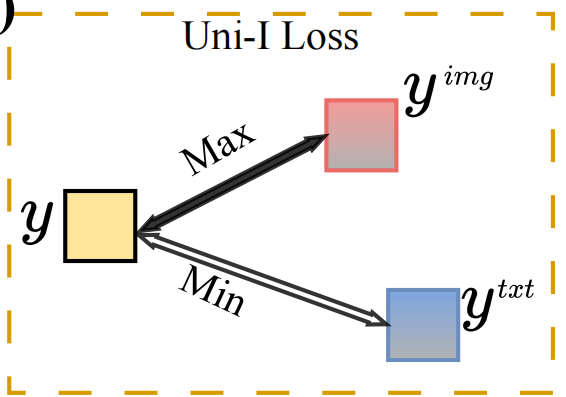 )
Uni-I Loss
y^{img}
Max
y
Min
y^{txt}